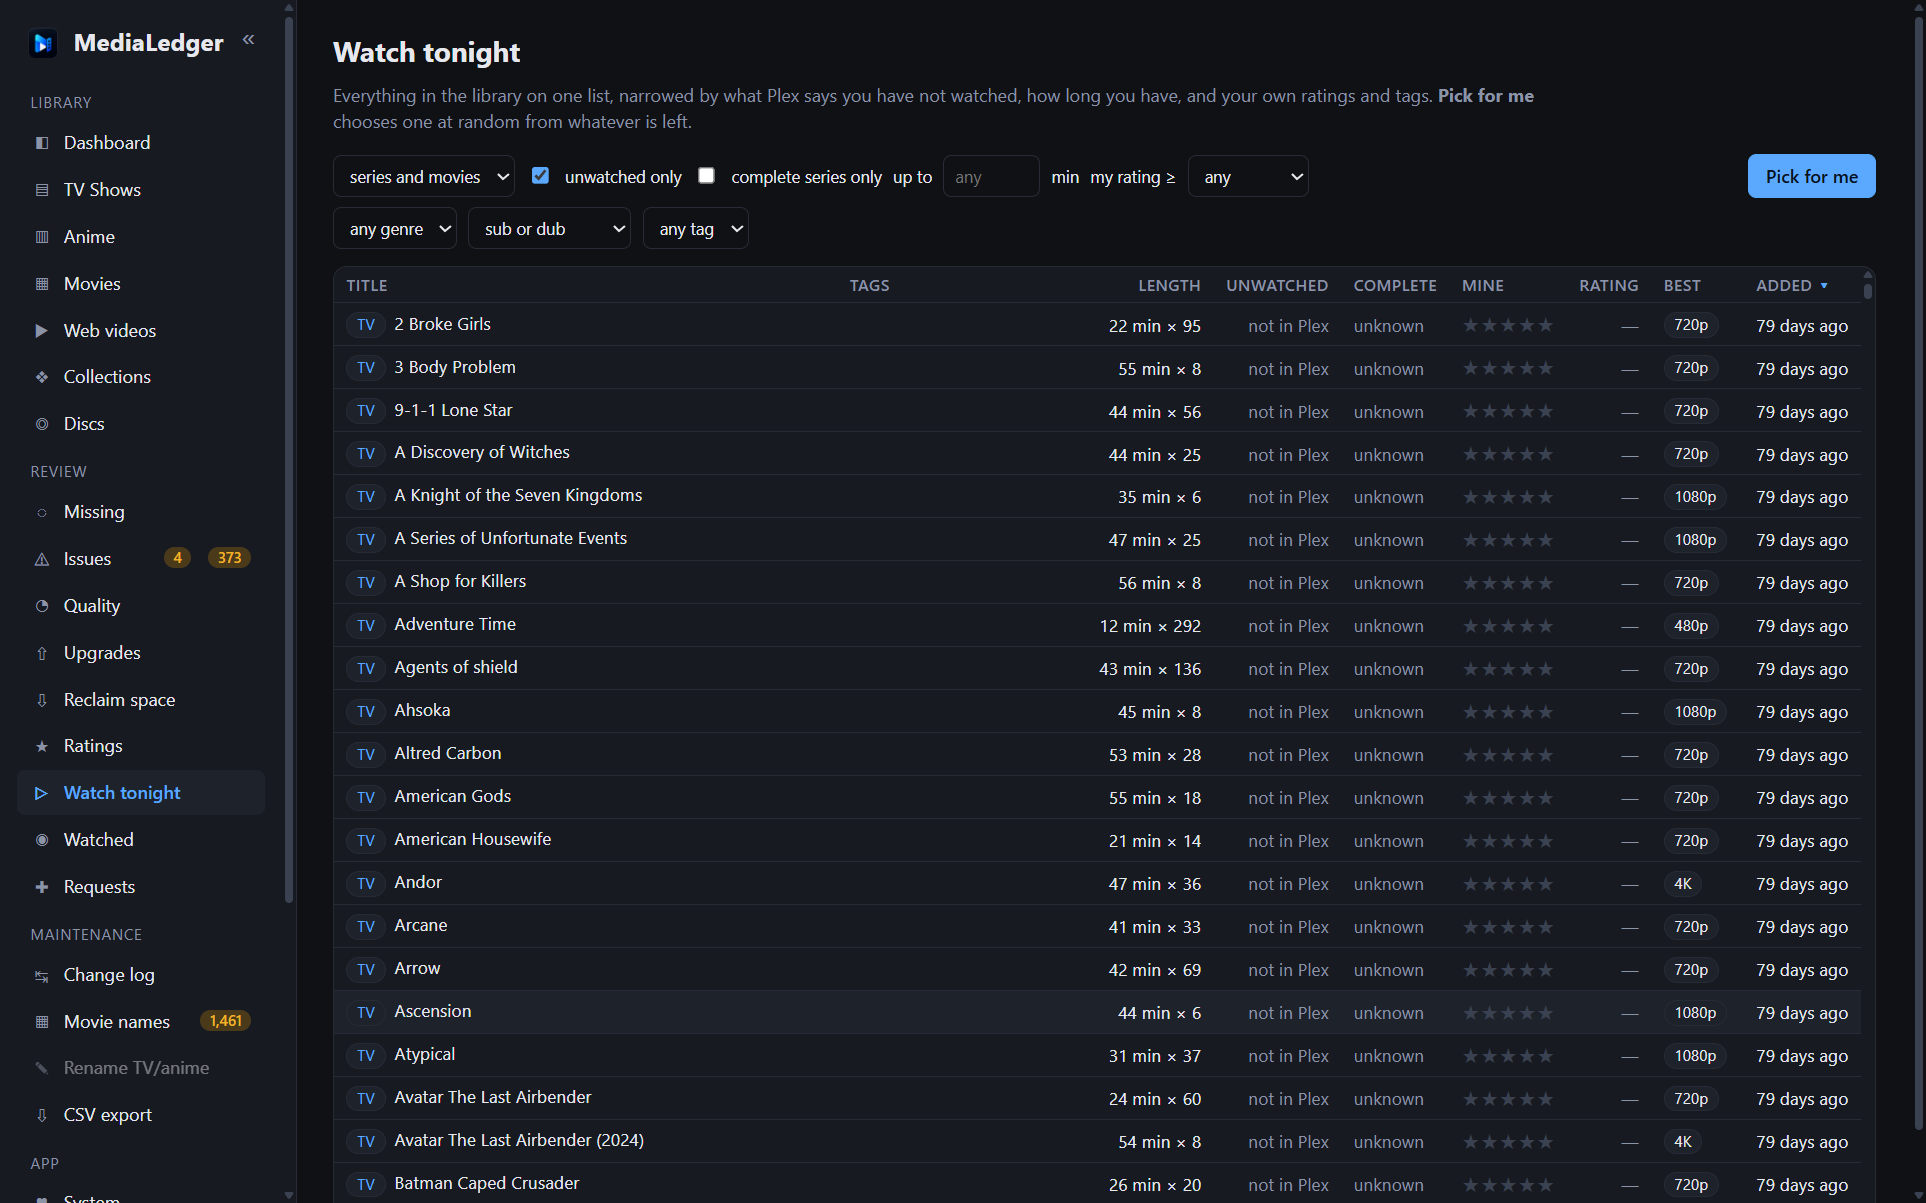 MediaLedger «
LIBRARY
Dashboard
TV Shows
Anime
Movies
Web videos
Collections
Discs
REVIEW
Missing
Issues 4 373
Quality
Upgrades
Reclaim space
Ratings
Watch tonight
Watched
Requests
MAINTENANCE
Change log
Movie names 1,461
Rename TV/anime
CSV export
APP
System
Watch tonight
Everything in the library on one list, narrowed by what Plex says you have not watched, how long you have, and your own ratings and tags. Pick for me
chooses one at random from whatever is left.
series and movies unwatched only complete series only up to any min my rating ≥ any Pick for me
any genre sub or dub any tag
TITLE TAGS LENGTH UNWATCHED COMPLETE MINE RATING BEST ADDED ▼
TV 2 Broke Girls 22 min × 95 not in Plex unknown ★★★★★ — 720p 79 days ago
TV 3 Body Problem 55 min × 8 not in Plex unknown ★★★★★ — 720p 79 days ago
TV 9-1-1 Lone Star 44 min × 56 not in Plex unknown ★★★★★ — 720p 79 days ago
TV A Discovery of Witches 44 min × 25 not in Plex unknown ★★★★★ — 720p 79 days ago
TV A Knight of the Seven Kingdoms 35 min × 6 not in Plex unknown ★★★★★ — 1080p 79 days ago
TV A Series of Unfortunate Events 47 min × 25 not in Plex unknown ★★★★★ — 1080p 79 days ago
TV A Shop for Killers 56 min × 8 not in Plex unknown ★★★★★ — 720p 79 days ago
TV Adventure Time 12 min × 292 not in Plex unknown ★★★★★ — 480p 79 days ago
TV Agents of shield 43 min × 136 not in Plex unknown ★★★★★ — 720p 79 days ago
TV Ahsoka 45 min × 8 not in Plex unknown ★★★★★ — 1080p 79 days ago
TV Altred Carbon 53 min × 28 not in Plex unknown ★★★★★ — 720p 79 days ago
TV American Gods 55 min × 18 not in Plex unknown ★★★★★ — 720p 79 days ago
TV American Housewife 21 min × 14 not in Plex unknown ★★★★★ — 720p 79 days ago
TV Andor 47 min × 36 not in Plex unknown ★★★★★ — 4K 79 days ago
TV Arcane 41 min × 33 not in Plex unknown ★★★★★ — 720p 79 days ago
TV Arrow 42 min × 69 not in Plex unknown ★★★★★ — 720p 79 days ago
TV Ascension 44 min × 6 not in Plex unknown ★★★★★ — 1080p 79 days ago
TV Atypical 31 min × 37 not in Plex unknown ★★★★★ — 1080p 79 days ago
TV Avatar The Last Airbender 24 min × 60 not in Plex unknown ★★★★★ — 720p 79 days ago
TV Avatar The Last Airbender (2024) 54 min × 8 not in Plex unknown ★★★★★ — 4K 79 days ago
TV Batman Caped Crusader 26 min × 20 not in Plex unknown ★★★★★ — 720p 79 days ago